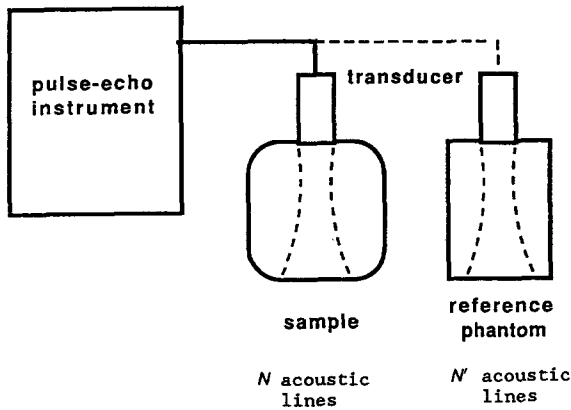 pulse-echo
instrument
transducer
sample
reference
phantom
N acoustic
lines
N' acoustic
lines